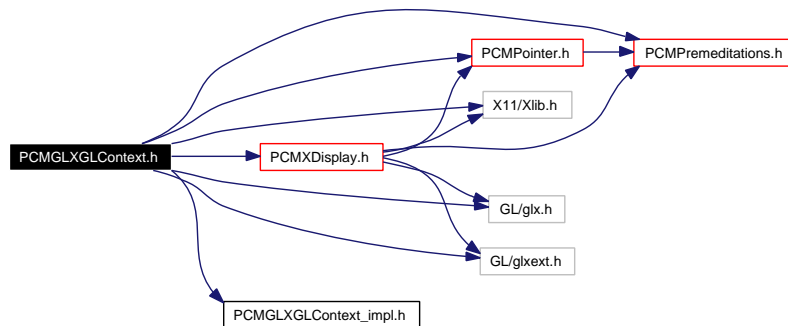 PCMPointer.h
PCMPremeditations.h
X11/Xlib.h
PCMGLXGLContext.h
PCMXDisplay.h
GL/glx.h
GL/glxext.h
PCMGLXGLContext_impl.h